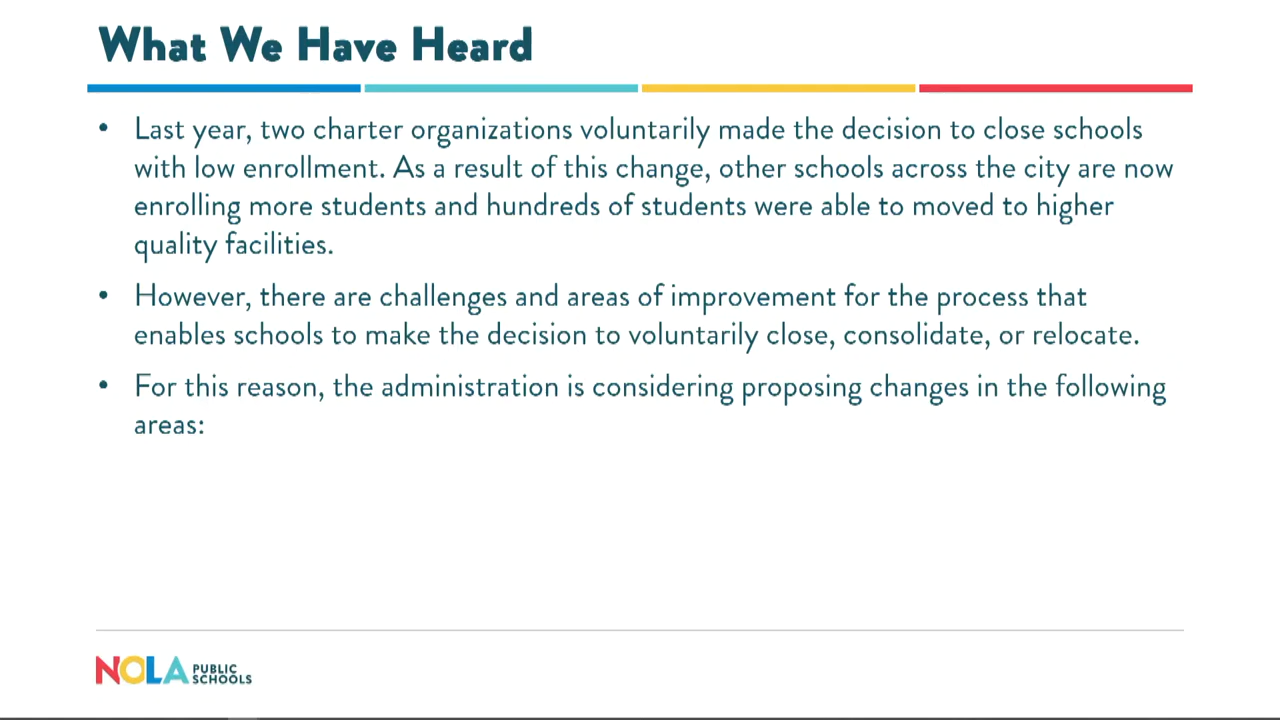 What We Have Heard
• Last year, two charter organizations voluntarily made the decision to close schools
with low enrollment. As a result of this change, other schools across the city are now
enrolling more students and hundreds of students were able to moved to higher
quality facilities.
• However, there are challenges and areas of improvement for the process that
enables schools to make the decision to voluntarily close, consolidate, or relocate.
• For this reason, the administration is considering proposing changes in the following
areas:
NOLA PUBLIC
SCHOOLS